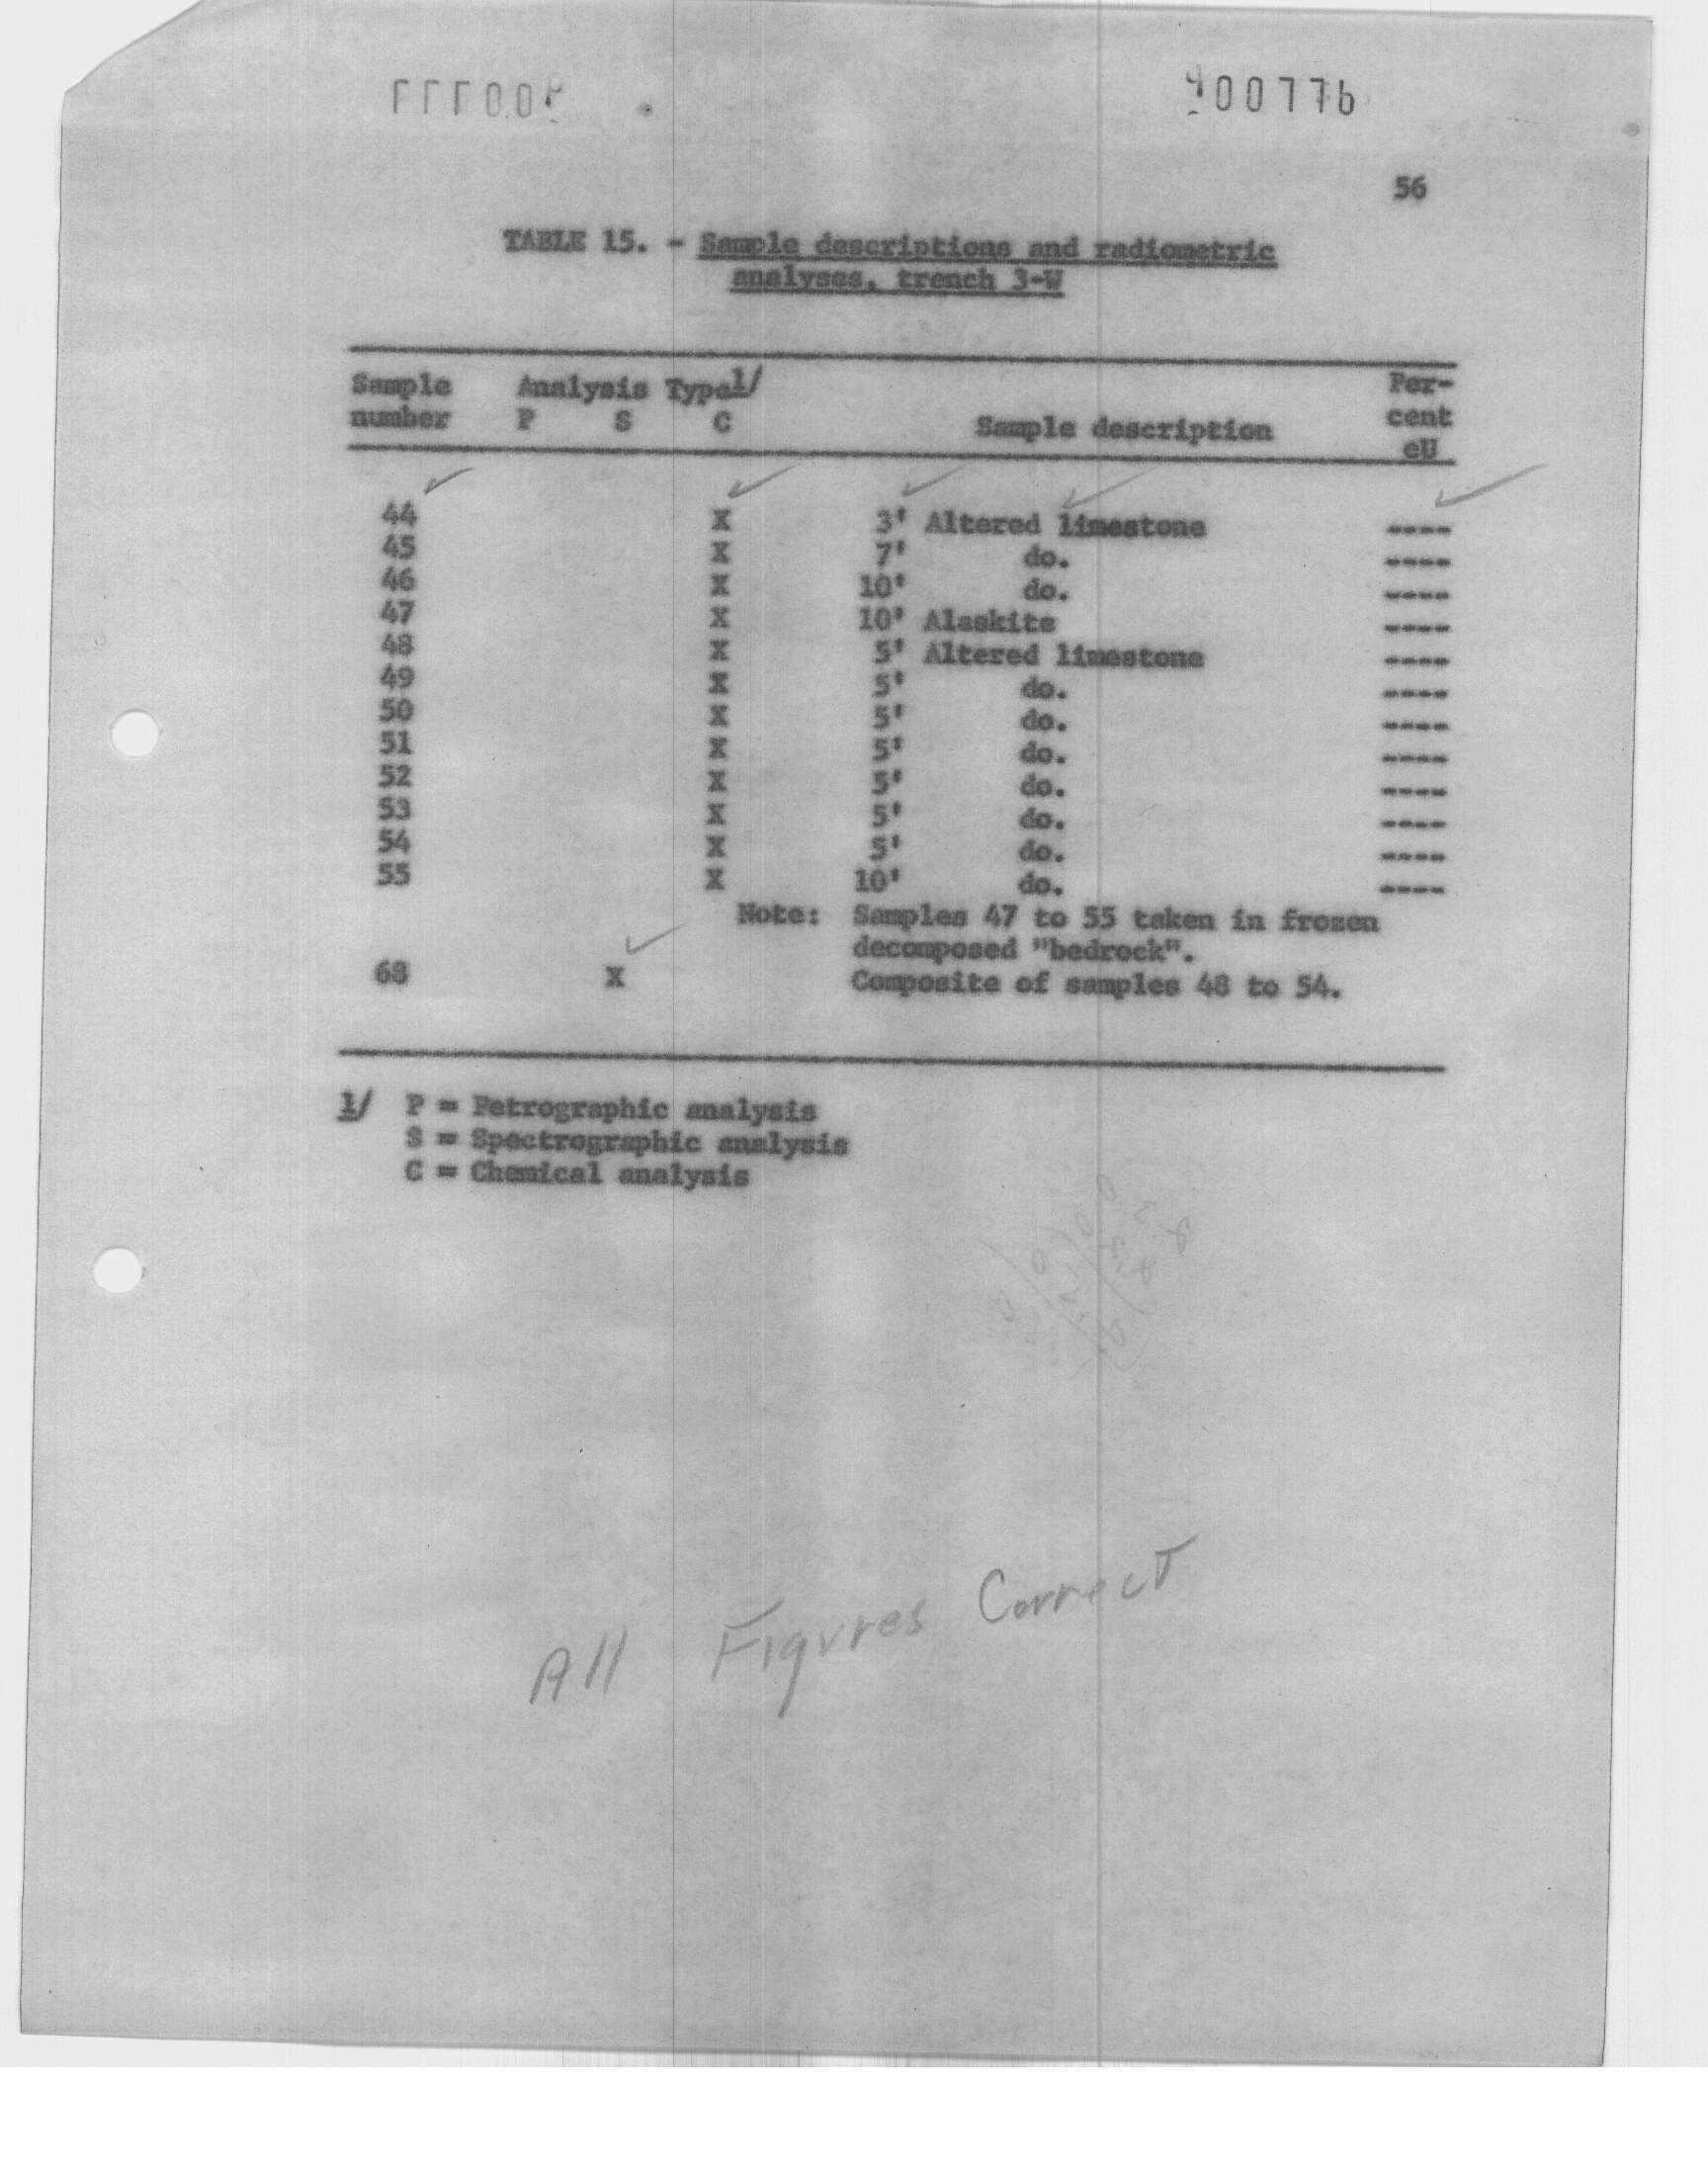 900776
56
TABLE 15. - Sample descriptions and radiometric
analyses, trench 3-W
Sample Analysis Type1/ Per-
number P S C Sample description cent
eU
44 X 3' Altered limestone ----
45 X 7' do. ----
46 X 10' do. ----
47 X 10' Alaskite ----
48 X 5' Altered limestone ----
49 X 5' do. ----
50 X 5' do. ----
51 X 5' do. ----
52 X 5' do. ----
53 X 5' do. ----
54 X 5' do. ----
55 X 10' do. ----
Note: Samples 47 to 55 taken in frozen
decomposed "bedrock".
68 X Composite of samples 48 to 54.
1/ P = Petrographic analysis
S = Spectrographic analysis
C = Chemical analysis
All Figures Correct